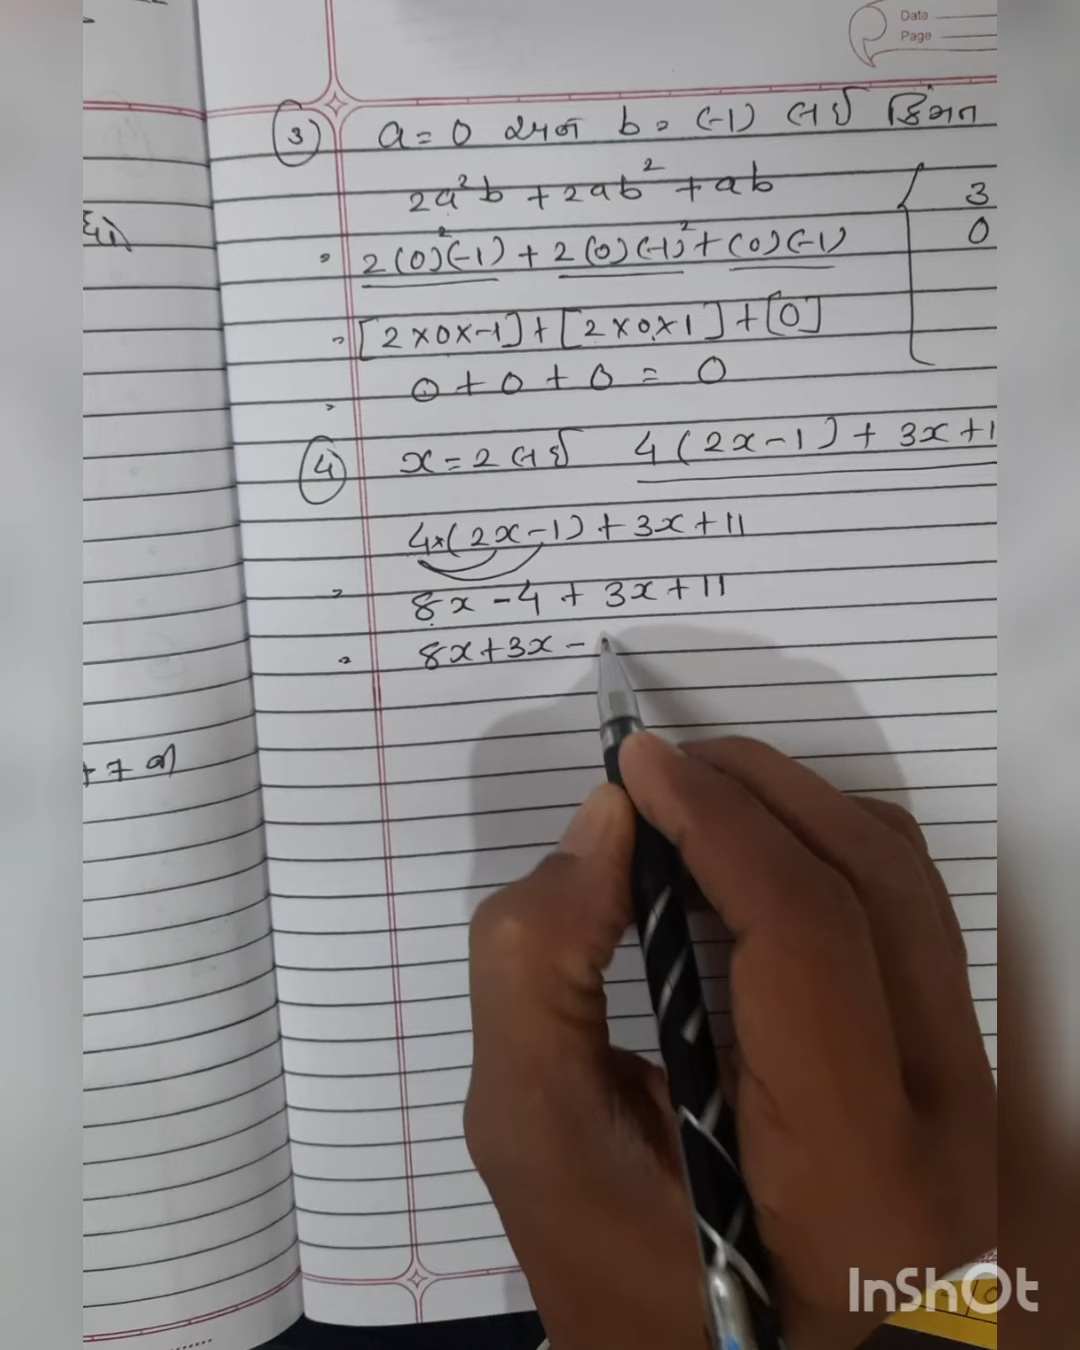 Data
Page
3) a = 0 અને b = (-1) લઈ કિંમત
2a²b + 2ab² + ab { 3
= 2(0)²(-1) + 2(0)(-1)² + (0)(-1) 0
= [2×0×-1] + [2×0×1] + [0]
= 0 + 0 + 0 = 0
4) x = 2 લઈ 4(2x-1) + 3x + 1
4×(2x-1) + 3x + 11
= 8x - 4 + 3x + 11
= 8x + 3x -
+ 7 ની
InShOt